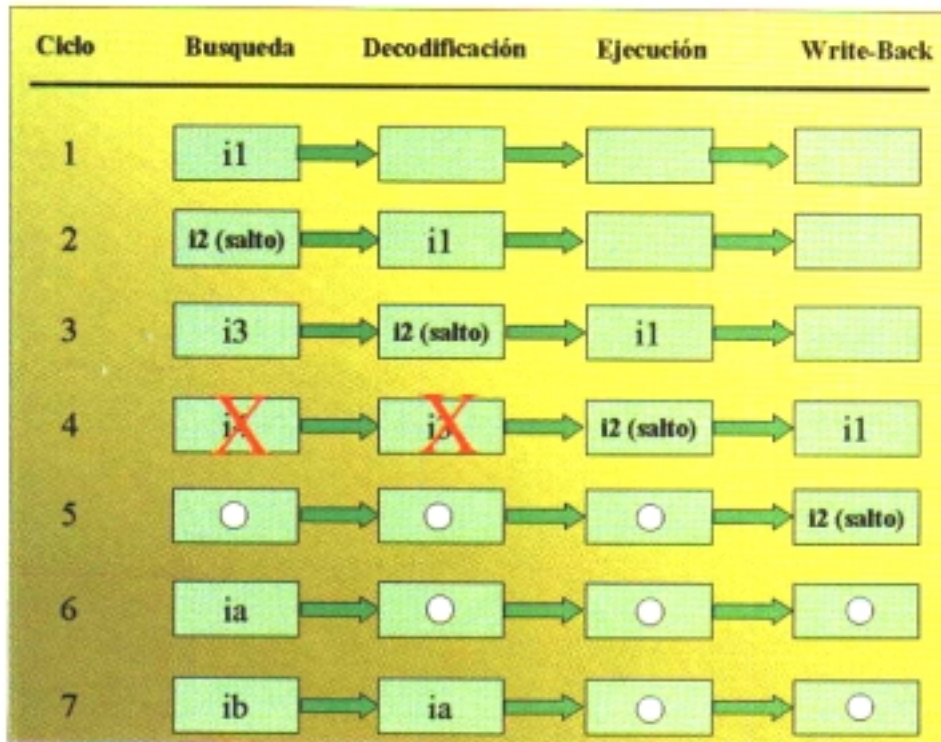 Ciclo Busqueda Decodificación Ejecución Write-Back
1 i1
2 i2 (salto) i1
3 i3 i2 (salto) i1
4 i2 (salto) i1
5 i2 (salto)
6 ia
7 ib ia